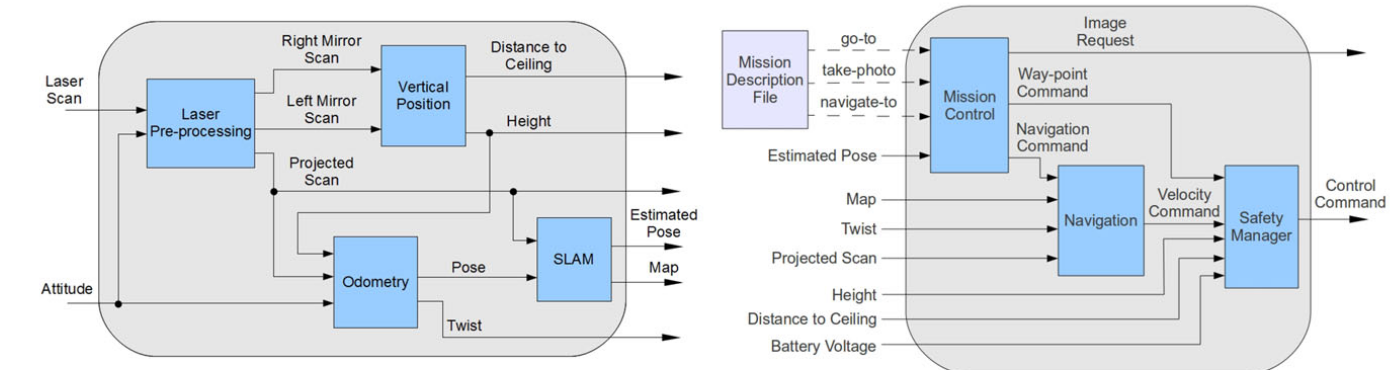 Laser
Scan
Attitude
Laser
Pre-processing
Right Mirror
Scan
Left Mirror
Scan
Projected
Scan
Vertical
Position
Distance to
Ceiling
Height
Odometry
Pose
Twist
SLAM
Estimated
Pose
Map
Mission
Description
File
go-to
take-photo
navigate-to
Estimated Pose
Map
Twist
Projected Scan
Height
Distance to Ceiling
Battery Voltage
Mission
Control
Image
Request
Way-point
Command
Navigation
Command
Navigation
Velocity
Command
Safety
Manager
Control
Command